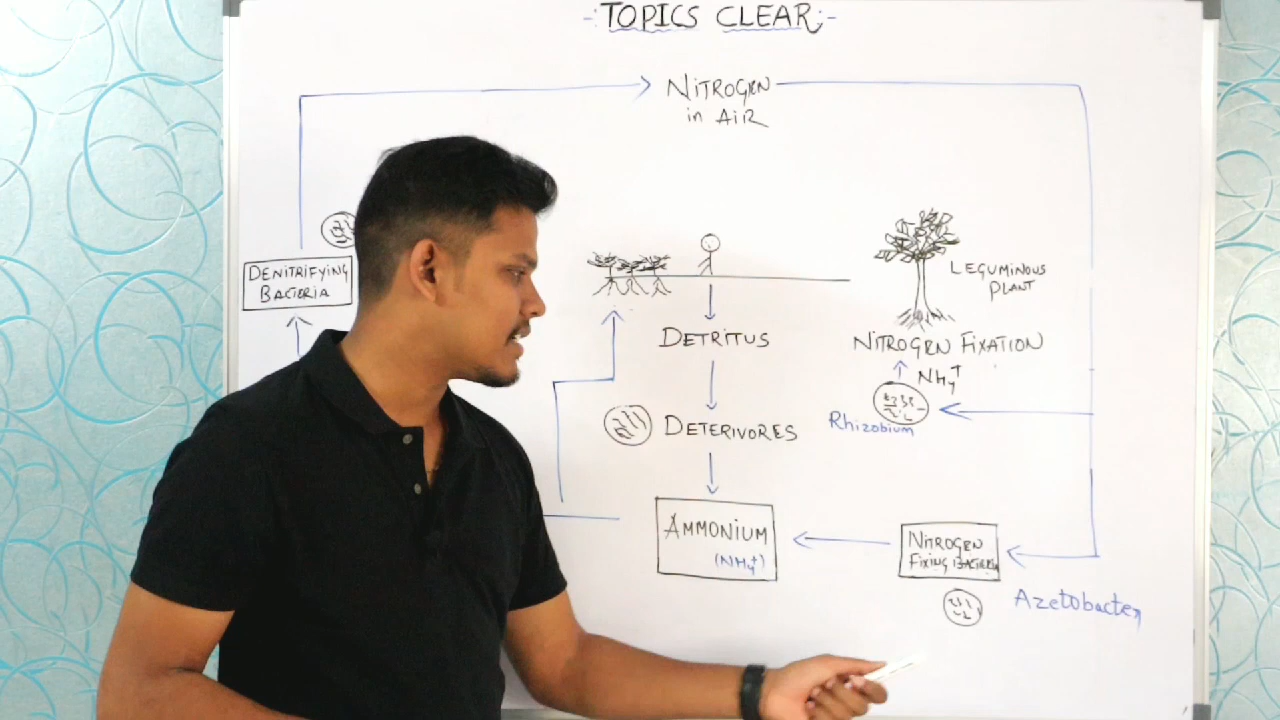 -: TOPICS CLEAR :-
NITROGEN
in AIR
DENITRIFYING
BACTERIA
LEGUMINOUS
PLANT
DETRITUS
NITROGEN FIXATION
NH4+
Rhizobium
DETERIVORES
AMMONIUM
(NH4+)
NITROGEN
FIXING BACTERIA
Azetobacter